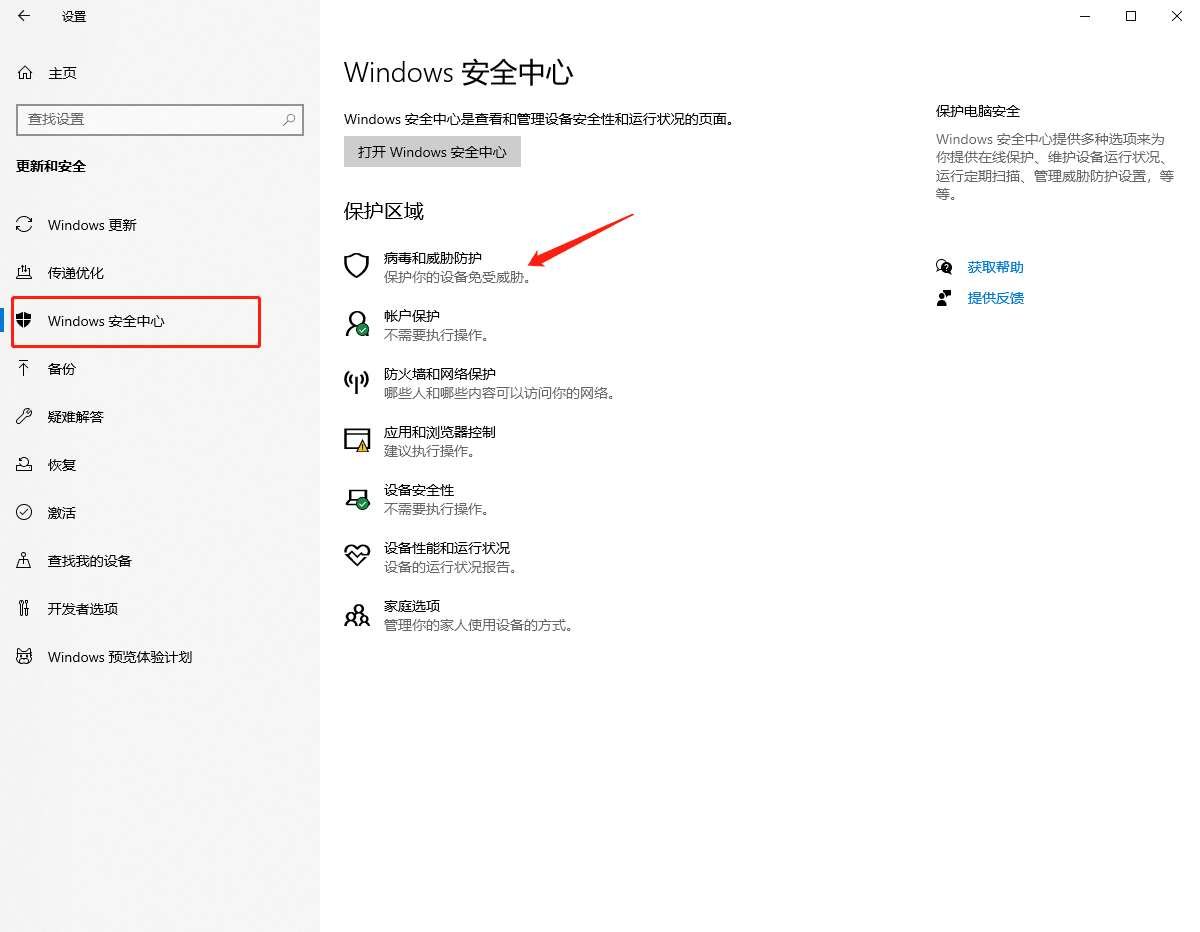 设置
主页
查找设置
更新和安全
Windows 更新
传递优化
Windows 安全中心
备份
疑难解答
恢复
激活
查找我的设备
开发者选项
Windows 预览体验计划
Windows 安全中心
Windows 安全中心是查看和管理设备安全性和运行状况的页面。
打开 Windows 安全中心
保护区域
病毒和威胁防护
保护你的设备免受威胁。
帐户保护
不需要执行操作。
防火墙和网络保护
哪些人和哪些内容可以访问你的网络。
应用和浏览器控制
建议执行操作。
设备安全性
不需要执行操作。
设备性能和运行状况
设备的运行状况报告。
家庭选项
管理你的家人使用设备的方式。
保护电脑安全
Windows 安全中心提供多种选项来为
你提供在线保护、维护设备运行状况、
运行定期扫描、管理威胁防护设置，等
等。
获取帮助
提供反馈